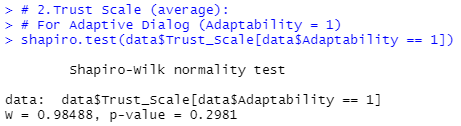 > # 2.Trust Scale (average):
> # For Adaptive Dialog (Adaptability = 1)
> shapiro.test(data$Trust_Scale[data$Adaptability == 1])
Shapiro-Wilk normality test
data:  data$Trust_Scale[data$Adaptability == 1]
W = 0.98488, p-value = 0.2981